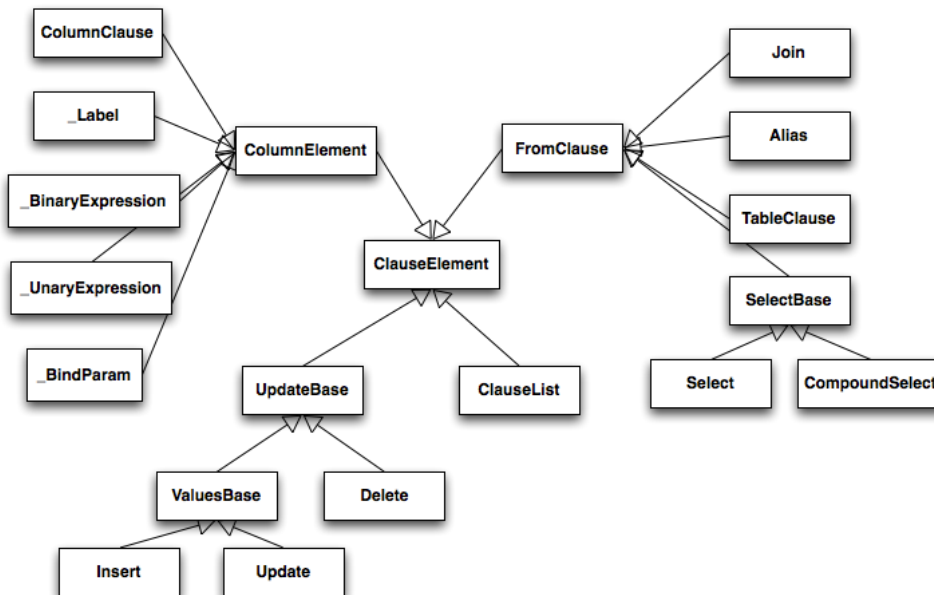 ColumnClause
Join
_Label
Alias
ColumnElement
FromClause
_BinaryExpression
TableClause
ClauseElement
_UnaryExpression
SelectBase
_BindParam
UpdateBase
ClauseList
Select
CompoundSelect
ValuesBase
Delete
Insert
Update